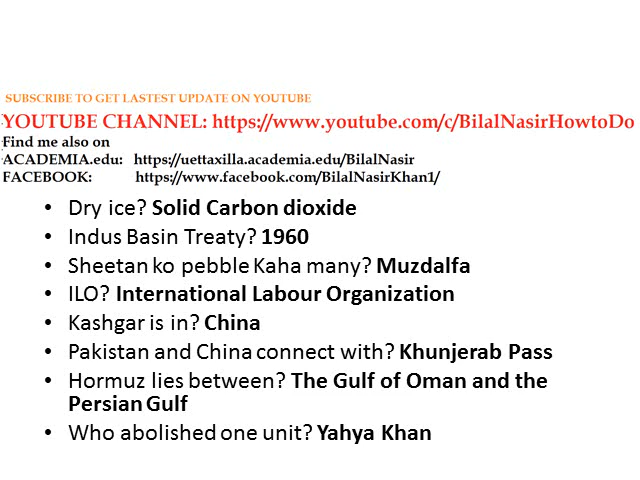 SUBSCRIBE TO GET LASTEST UPDATE ON YOUTUBE
YOUTUBE CHANNEL: https://www.youtube.com/c/BilalNasirHowtoDo
Find me also on
ACADEMIA.edu: https://uettaxilla.academia.edu/BilalNasir
FACEBOOK: https://www.facebook.com/BilalNasirKhan1/
• Dry ice? Solid Carbon dioxide
• Indus Basin Treaty? 1960
• Sheetan ko pebble Kaha many? Muzdalfa
• ILO? International Labour Organization
• Kashgar is in? China
• Pakistan and China connect with? Khunjerab Pass
• Hormuz lies between? The Gulf of Oman and the
Persian Gulf
• Who abolished one unit? Yahya Khan